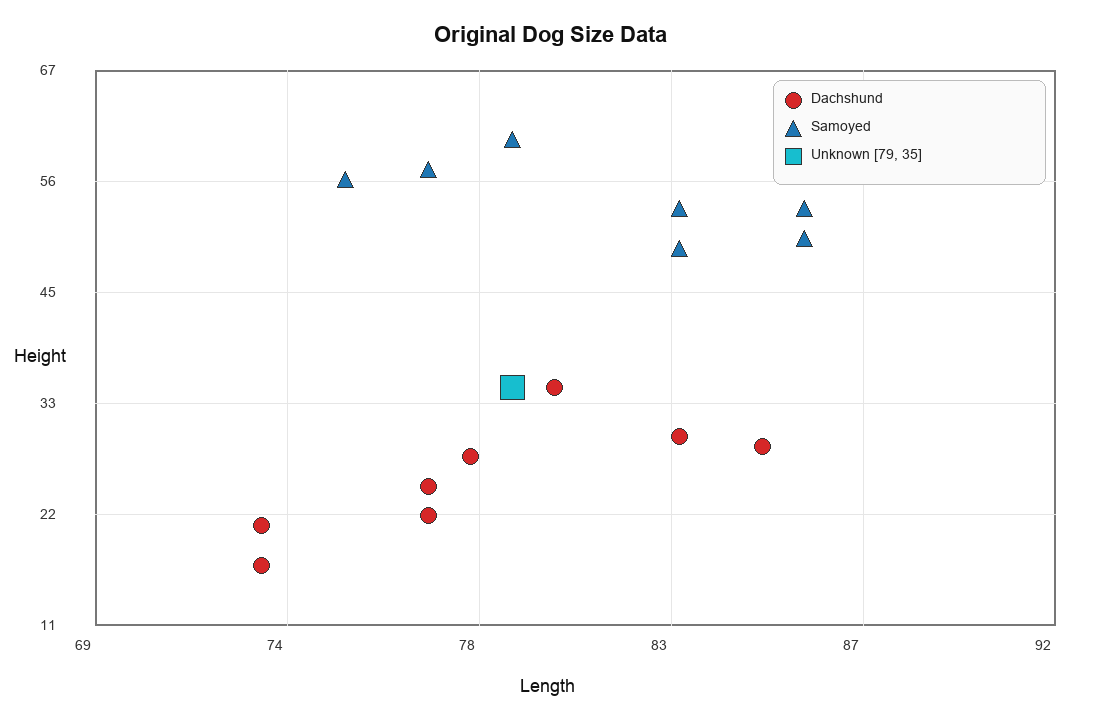 Original Dog Size Data
67
Dachshund
Samoyed
Unknown [79, 35]
56
45
Height
33
22
11
69 74 78 83 87 92
Length